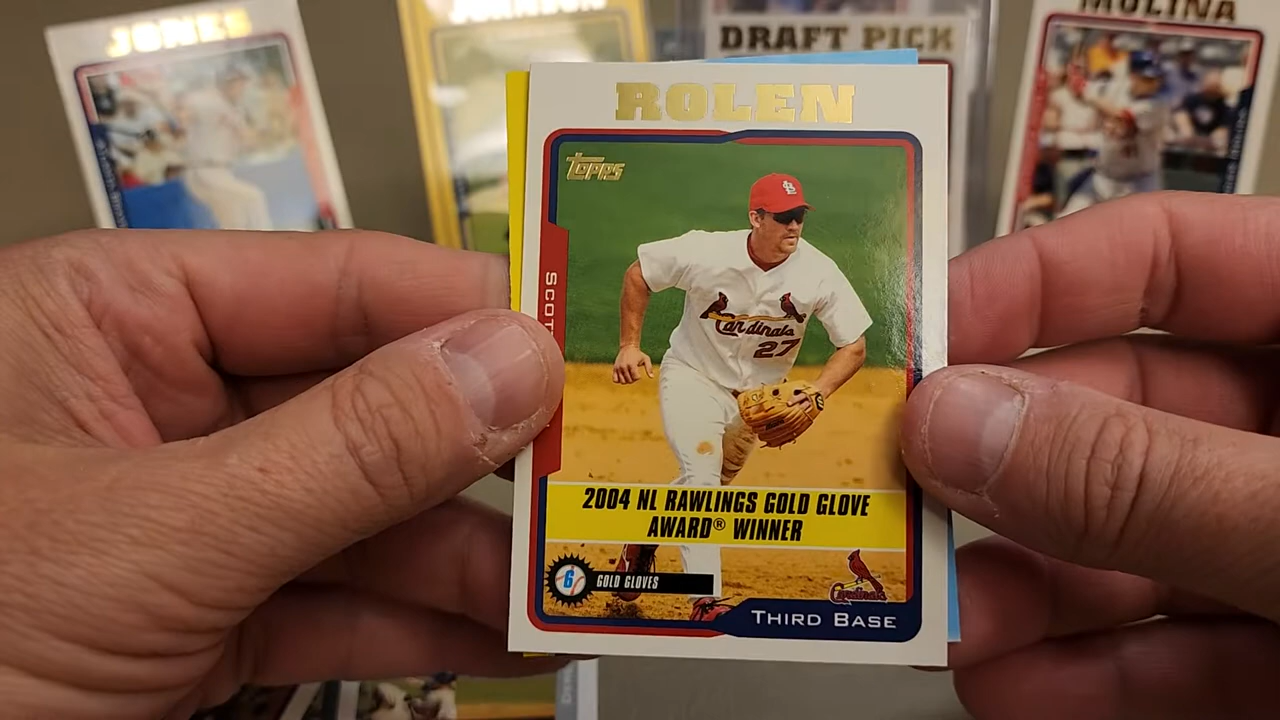 JONES
JOHNSON
DRAFT PICK
MOLINA
ROLEN
Topps
SCOT
Cardinals
27
2004 NL RAWLINGS GOLD GLOVE
AWARD® WINNER
6 GOLD GLOVES
Cardinals
THIRD BASE